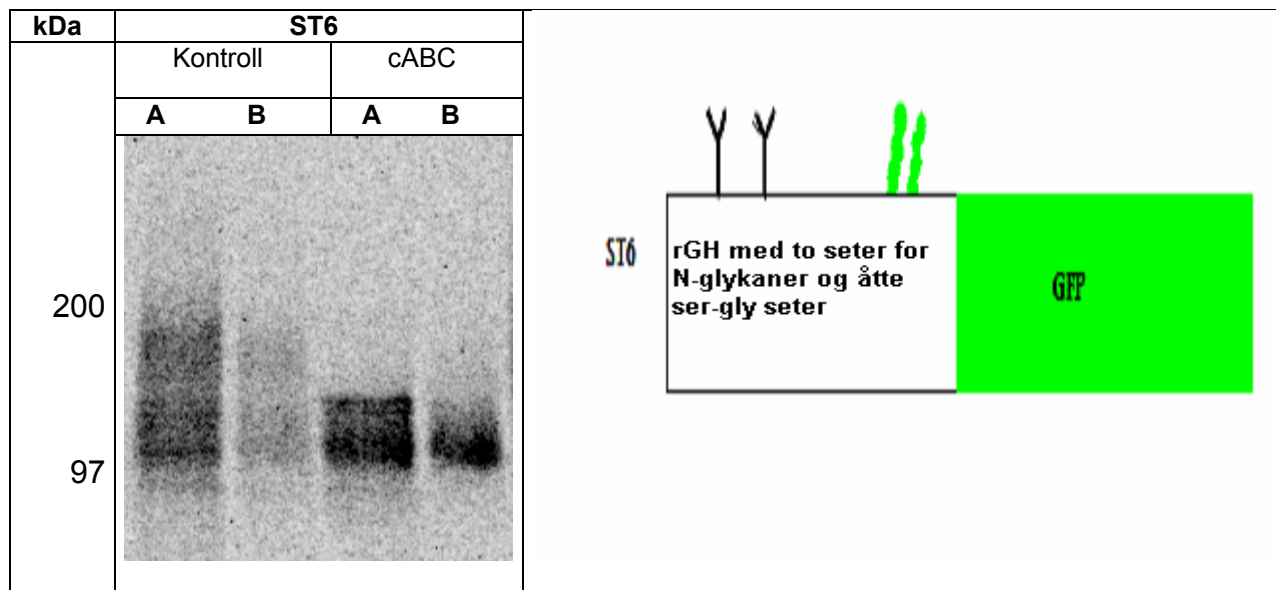 kDa
ST6
Kontroll cABC
A B A B
200
97
ST6
rGH med to seter for
N-glykaner og åtte
ser-gly seter
GFP